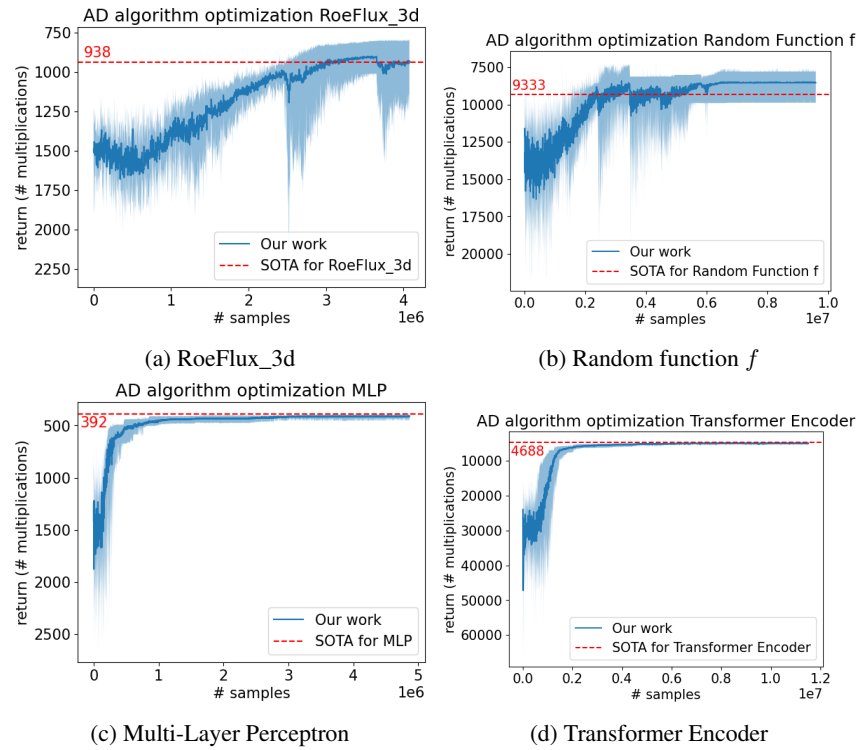 AD algorithm optimization RoeFlux_3d
750
938
1000
1250
1500
1750
2000
2250
return (# multiplications)
Our work
SOTA for RoeFlux_3d
0 1 2 3 4
1e6
# samples
(a) RoeFlux_3d
AD algorithm optimization Random Function f
7500
9333
10000
12500
15000
17500
20000
return (# multiplications)
Our work
SOTA for Random Function f
0.0 0.2 0.4 0.6 0.8 1.0
1e7
# samples
(b) Random function f
AD algorithm optimization MLP
392
500
1000
1500
2000
2500
return (# multiplications)
Our work
SOTA for MLP
0 1 2 3 4 5
1e6
# samples
(c) Multi-Layer Perceptron
AD algorithm optimization Transformer Encoder
4688
10000
20000
30000
40000
50000
60000
return (# multiplications)
Our work
SOTA for Transformer Encoder
0.0 0.2 0.4 0.6 0.8 1.0 1.2
1e7
# samples
(d) Transformer Encoder